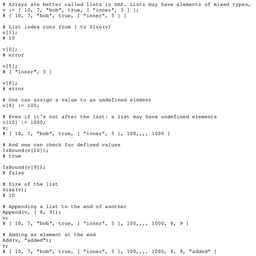 # Arrays are better called lists in GAP. Lists may have elements of mixed types,
v := [ 10, 7, "bob", true, [ "inner", 5 ] ];
# [ 10, 7, "bob", true, [ "inner", 5 ] ]
# List index runs from 1 to Size(v)
v[1];
# 10
v[0];
# error
v[5];
# [ "inner", 5 ]
v[6];
# error
# One can assign a value to an undefined element
v[6] := 100;
# Even if it's not after the last: a list may have undefined elements
v[10] := 1000;
v;
# [ 10, 7, "bob", true, [ "inner", 5 ], 100,,,, 1000 ]
# And one can check for defined values
IsBound(v[10]);
# true
IsBound(v[9]);
# false
# Size of the list
Size(v);
# 10
# Appending a list to the end of another
Append(v, [ 8, 9]);
v;
# [ 10, 7, "bob", true, [ "inner", 5 ], 100,,,, 1000, 8, 9 ]
# Adding an element at the end
Add(v, "added");
v;
# [ 10, 7, "bob", true, [ "inner", 5 ], 100,,,, 1000, 8, 9, "added" ]